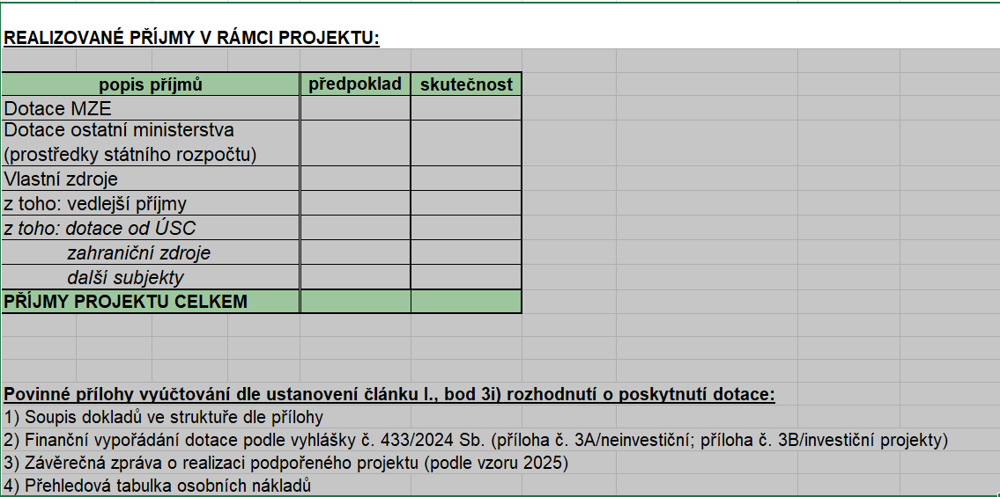 REALIZOVANÉ PŘÍJMY V RÁMCI PROJEKTU:
popis příjmů předpoklad skutečnost
Dotace MZE
Dotace ostatní ministerstva
(prostředky státního rozpočtu)
Vlastní zdroje
z toho: vedlejší příjmy
z toho: dotace od ÚSC
zahraniční zdroje
další subjekty
PŘÍJMY PROJEKTU CELKEM
Povinné přílohy vyúčtování dle ustanovení článku I., bod 3i) rozhodnutí o poskytnutí dotace:
1) Soupis dokladů ve struktuře dle přílohy
2) Finanční vypořádání dotace podle vyhlášky č. 433/2024 Sb. (příloha č. 3A/neinvestiční; příloha č. 3B/investiční projekty)
3) Závěrečná zpráva o realizaci podpořeného projektu (podle vzoru 2025)
4) Přehledová tabulka osobních nákladů